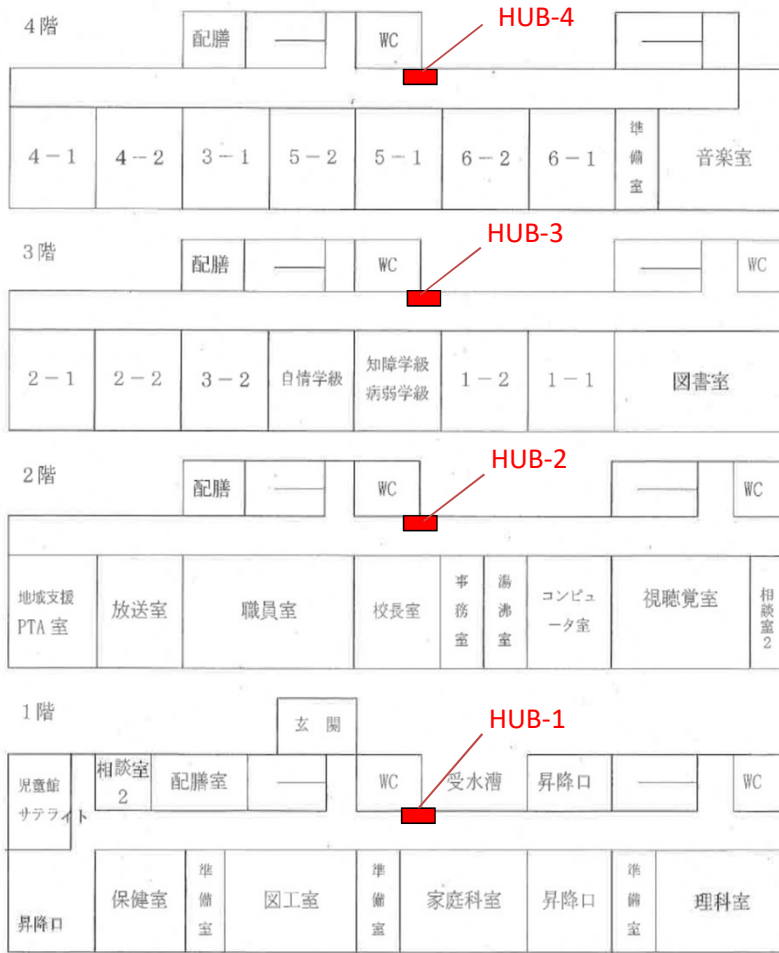 4階
配膳
WC
HUB-4
4-1
4-2
3-1
5-2
5-1
6-2
6-1
準備室
音楽室
3階
配膳
WC
HUB-3
WC
2-1
2-2
3-2
自情学級
知障学級
病弱学級
1-2
1-1
図書室
2階
配膳
WC
HUB-2
WC
地域支援
PTA室
放送室
職員室
校長室
事務室
湯沸室
コンピュ
ータ室
視聴覚室
相談室2
1階
玄関
HUB-1
児童館
サテライト
相談室
2
配膳室
WC
受水漕
昇降口
WC
昇降口
保健室
準備室
図工室
準備室
家庭科室
昇降口
準備室
理科室